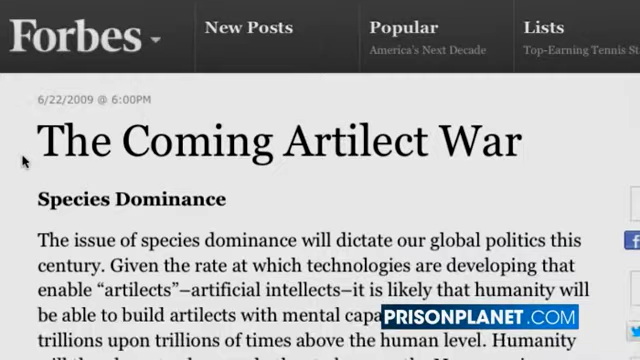 Forbes
New Posts
Popular
America's Next Decade
Lists
Top-Earning Tennis
6/22/2009 @ 6:00PM
The Coming Artilect War
Species Dominance
The issue of species dominance will dictate our global politics this
century. Given the rate at which technologies are developing that
enable “artilects”–artificial intellects–it is likely that humanity will
be able to build artilects with mental
PRISONPLANET.COM
trillions upon trillions of times above the human level. Humanity